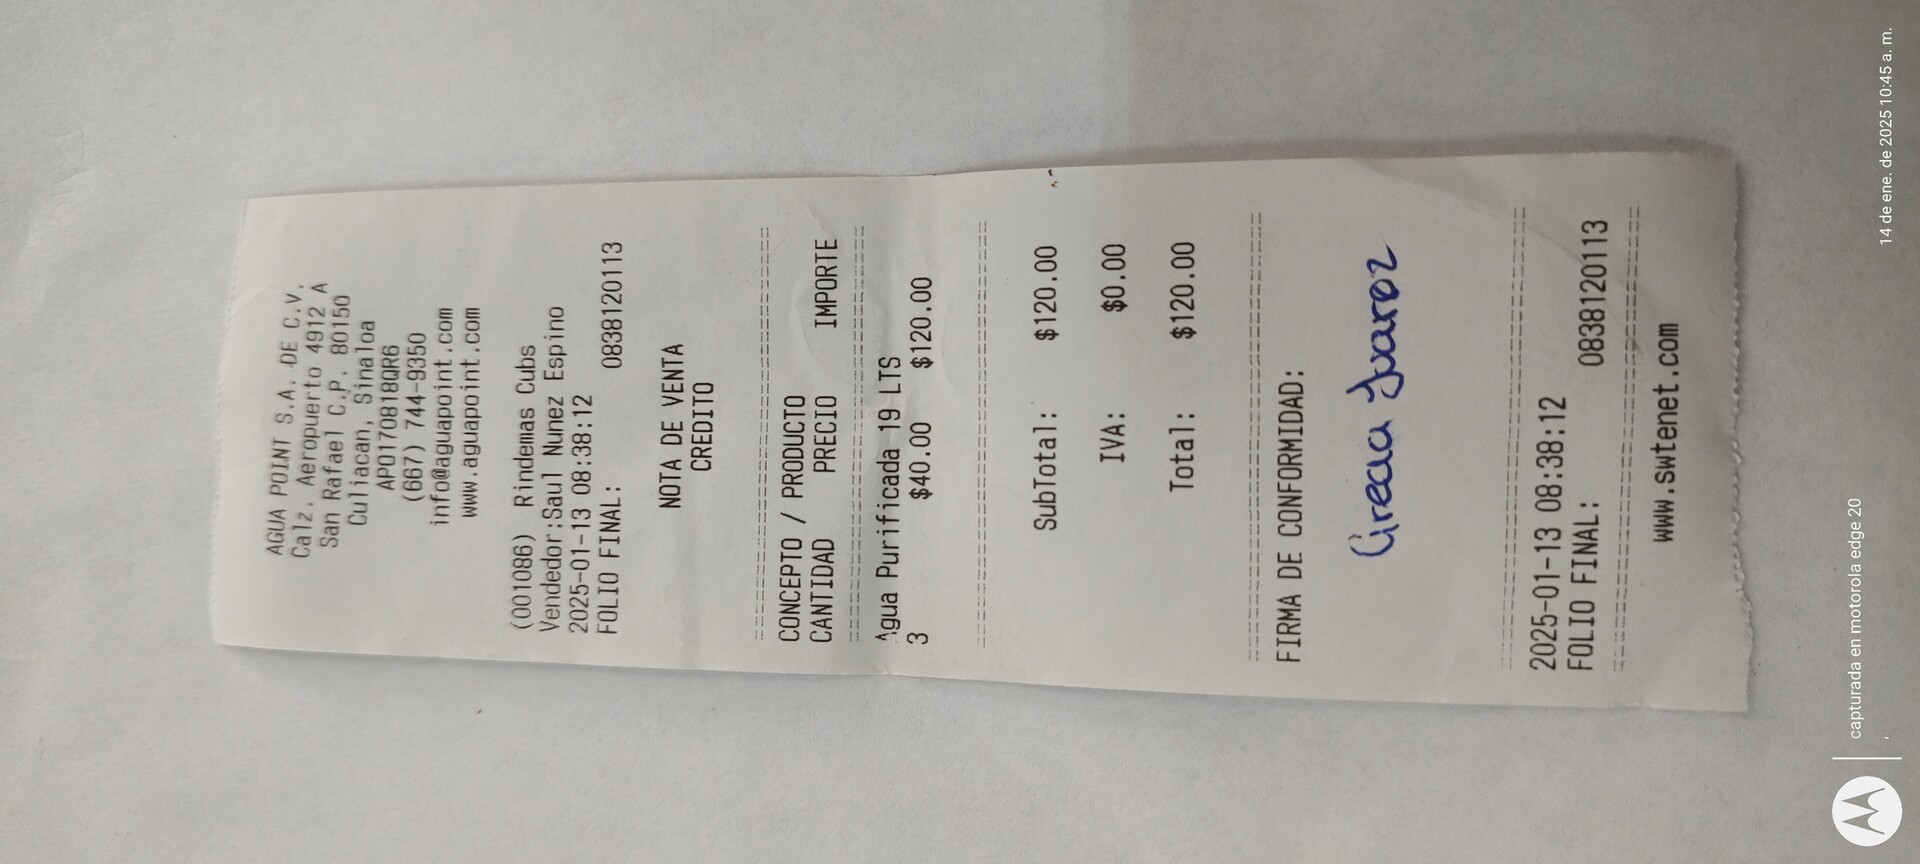 AGUA POINT S.A. DE C.V.
Calz. Aeropuerto 4912 A
San Rafael C.P. 80150
Culiacan, Sinaloa
APO170818QR6
(667) 744-9350
info@aguapoint.com
www.aguapoint.com
(001086) Rindemas Cubs
Vendedor:Saul Nunez Espino
2025-01-13 08:38:12
FOLIO FINAL: 0838120113
NOTA DE VENTA
CREDITO
CONCEPTO / PRODUCTO
CANTIDAD PRECIO IMPORTE
Agua Purificada 19 LTS
3 $40.00 $120.00
SubTotal: $120.00
IVA: $0.00
Total: $120.00
FIRMA DE CONFORMIDAD:
Grecia Juarez
2025-01-13 08:38:12
FOLIO FINAL: 0838120113
www.swtenet.com
capturada en motorola edge 20
14 de ene. de 2025 10:45 a. m.